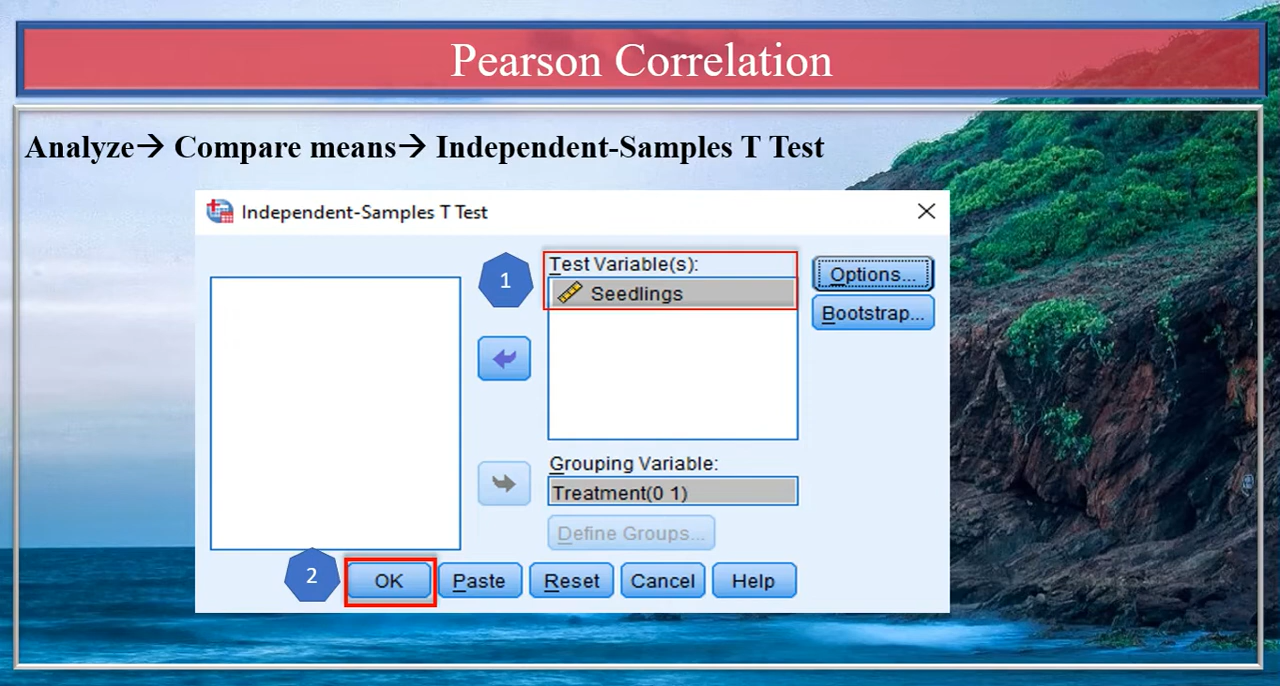 Pearson Correlation
Analyze→ Compare means→ Independent-Samples T Test
Independent-Samples T Test
1
Test Variable(s):
Seedlings
Options...
Bootstrap...
Grouping Variable:
Treatment(0 1)
Define Groups...
2
OK
Paste
Reset
Cancel
Help